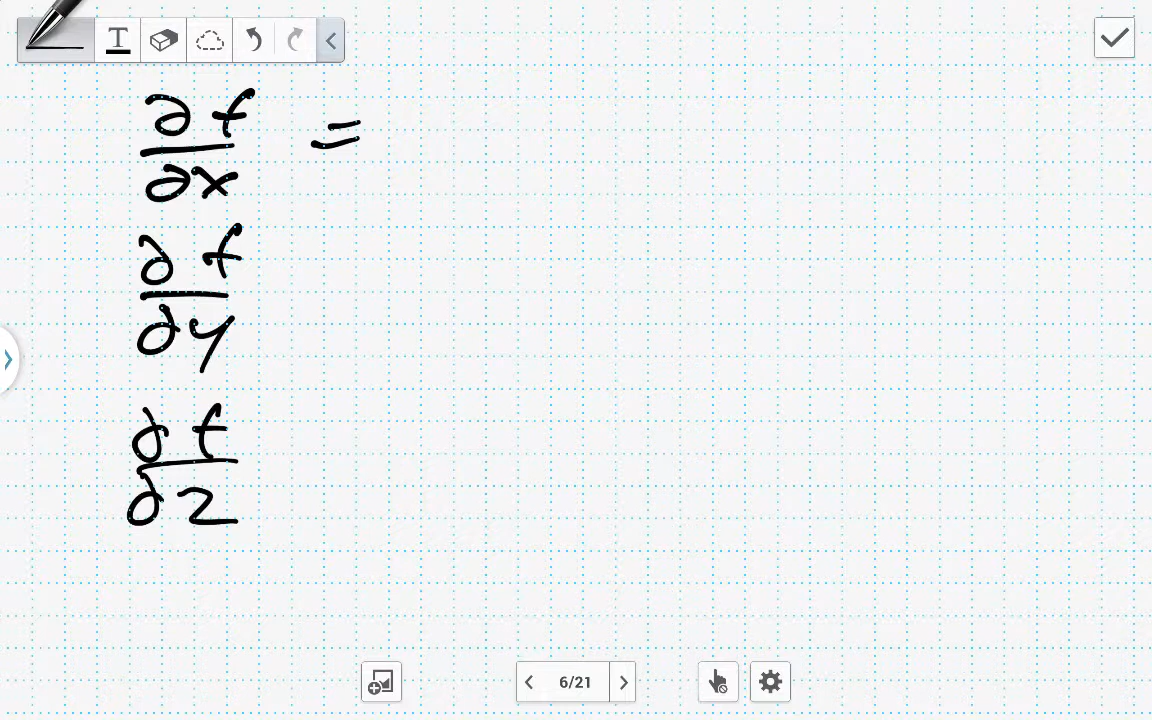 T
∂f/∂x =
∂f/∂y
∂f/∂z
6/21